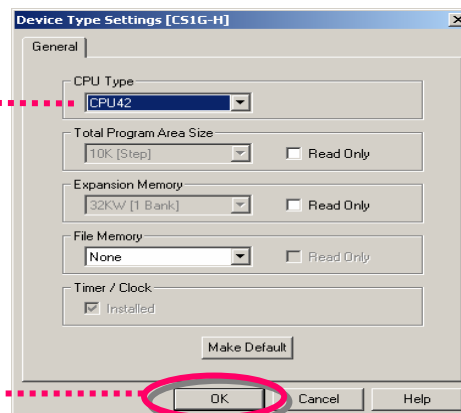 Device Type Settings [CS1G-H]
General
CPU Type
CPU42
Total Program Area Size
10K [Step]
Read Only
Expansion Memory
32KW [1 Bank]
Read Only
File Memory
None
Read Only
Timer / Clock
Installed
Make Default
OK Cancel Help